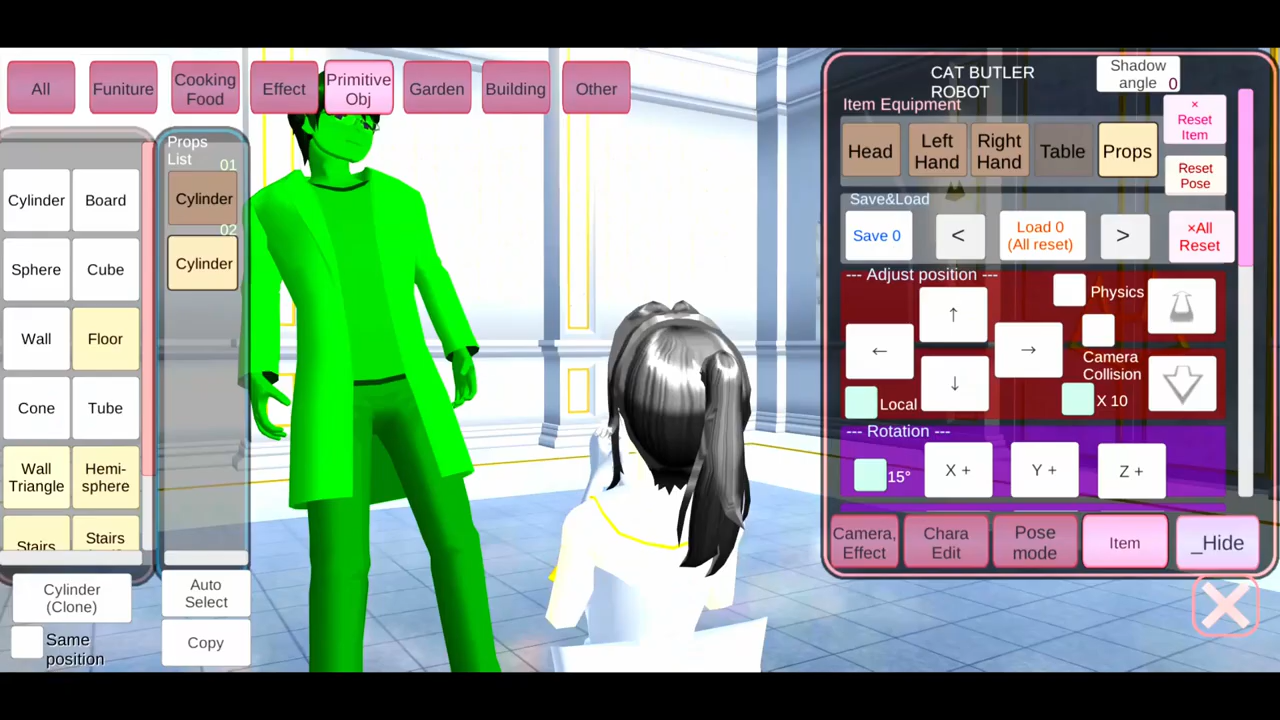 All
Funiture
Cooking
Food
Effect
Primitive
Obj
Garden
Building
Other
Props
List
01
Cylinder
02
Cylinder
Cylinder
Board
Sphere
Cube
Wall
Floor
Cone
Tube
Wall
Triangle
Hemi-
sphere
Stairs
Stairs
Cylinder
(Clone)
Same
position
Auto
Select
Copy
CAT BUTLER
ROBOT
Shadow
angle 0
Item Equipment
×
Reset
Item
Head
Left
Hand
Right
Hand
Table
Props
Reset
Pose
Save&Load
Save 0
<
Load 0
(All reset)
>
×All
Reset
--- Adjust position ---
Physics
↑
←
→
↓
Camera
Collision
Local
X 10
--- Rotation ---
15°
X +
Y +
Z +
Camera,
Effect
Chara
Edit
Pose
mode
Item
_Hide